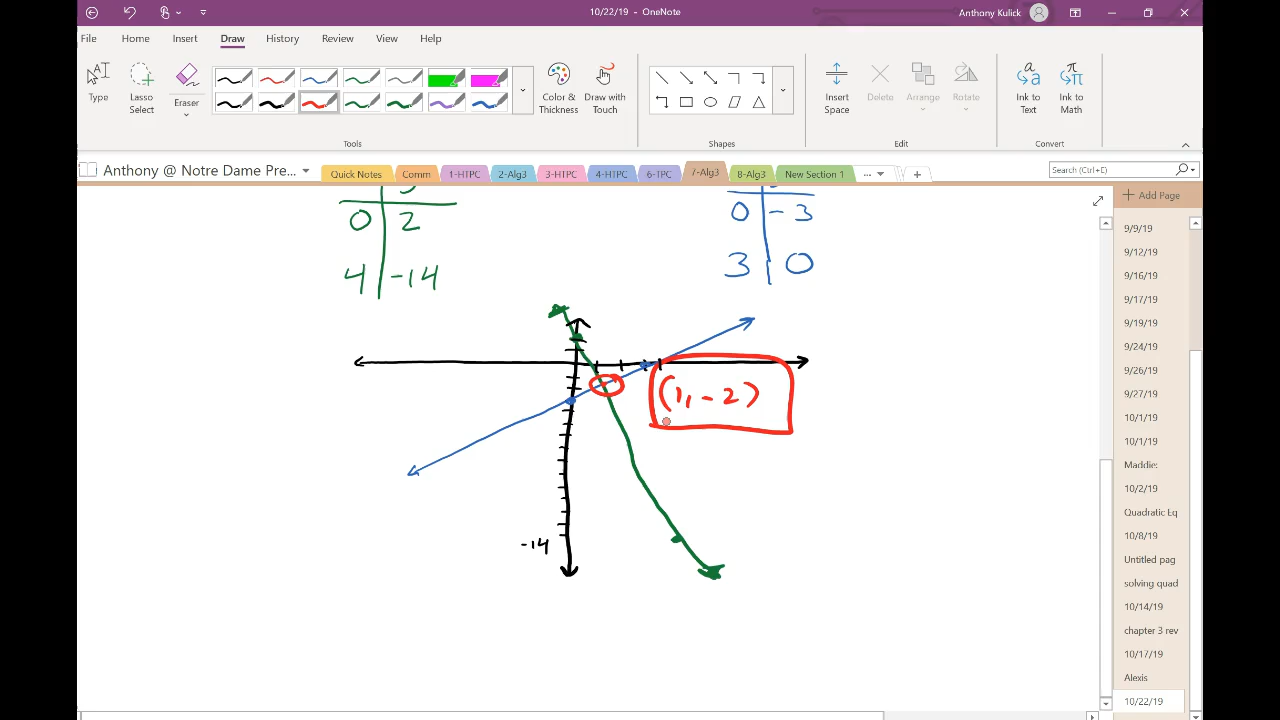 10/22/19 - OneNote
Anthony Kulick
File Home Insert Draw History Review View Help
Type
Lasso Select
Eraser
Color & Thickness
Draw with Touch
Insert Space
Delete
Arrange
Rotate
Ink to Text
Ink to Math
Tools
Shapes
Edit
Convert
Anthony @ Notre Dame Pre...
Quick Notes Comm 1-HTPC 2-Alg3 3-HTPC 4-HTPC 6-TPC 7-Alg3 8-Alg3 New Section 1 ... +
Search (Ctrl+E)
+ Add Page
9/9/19
9/12/19
9/16/19
9/17/19
9/19/19
9/24/19
9/26/19
9/27/19
10/1/19
10/1/19
Maddie:
10/2/19
Quadratic Eq
10/8/19
Untitled pag
solving quad
10/14/19
chapter 3 rev
10/17/19
Alexis
10/22/19
0 2
4 -14
0 -3
3 0
(1, -2)
-14